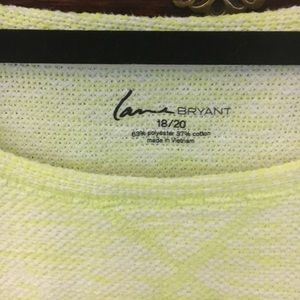 Lane BRYANT
18/20
63% polyester 37% cotton
made in Vietnam